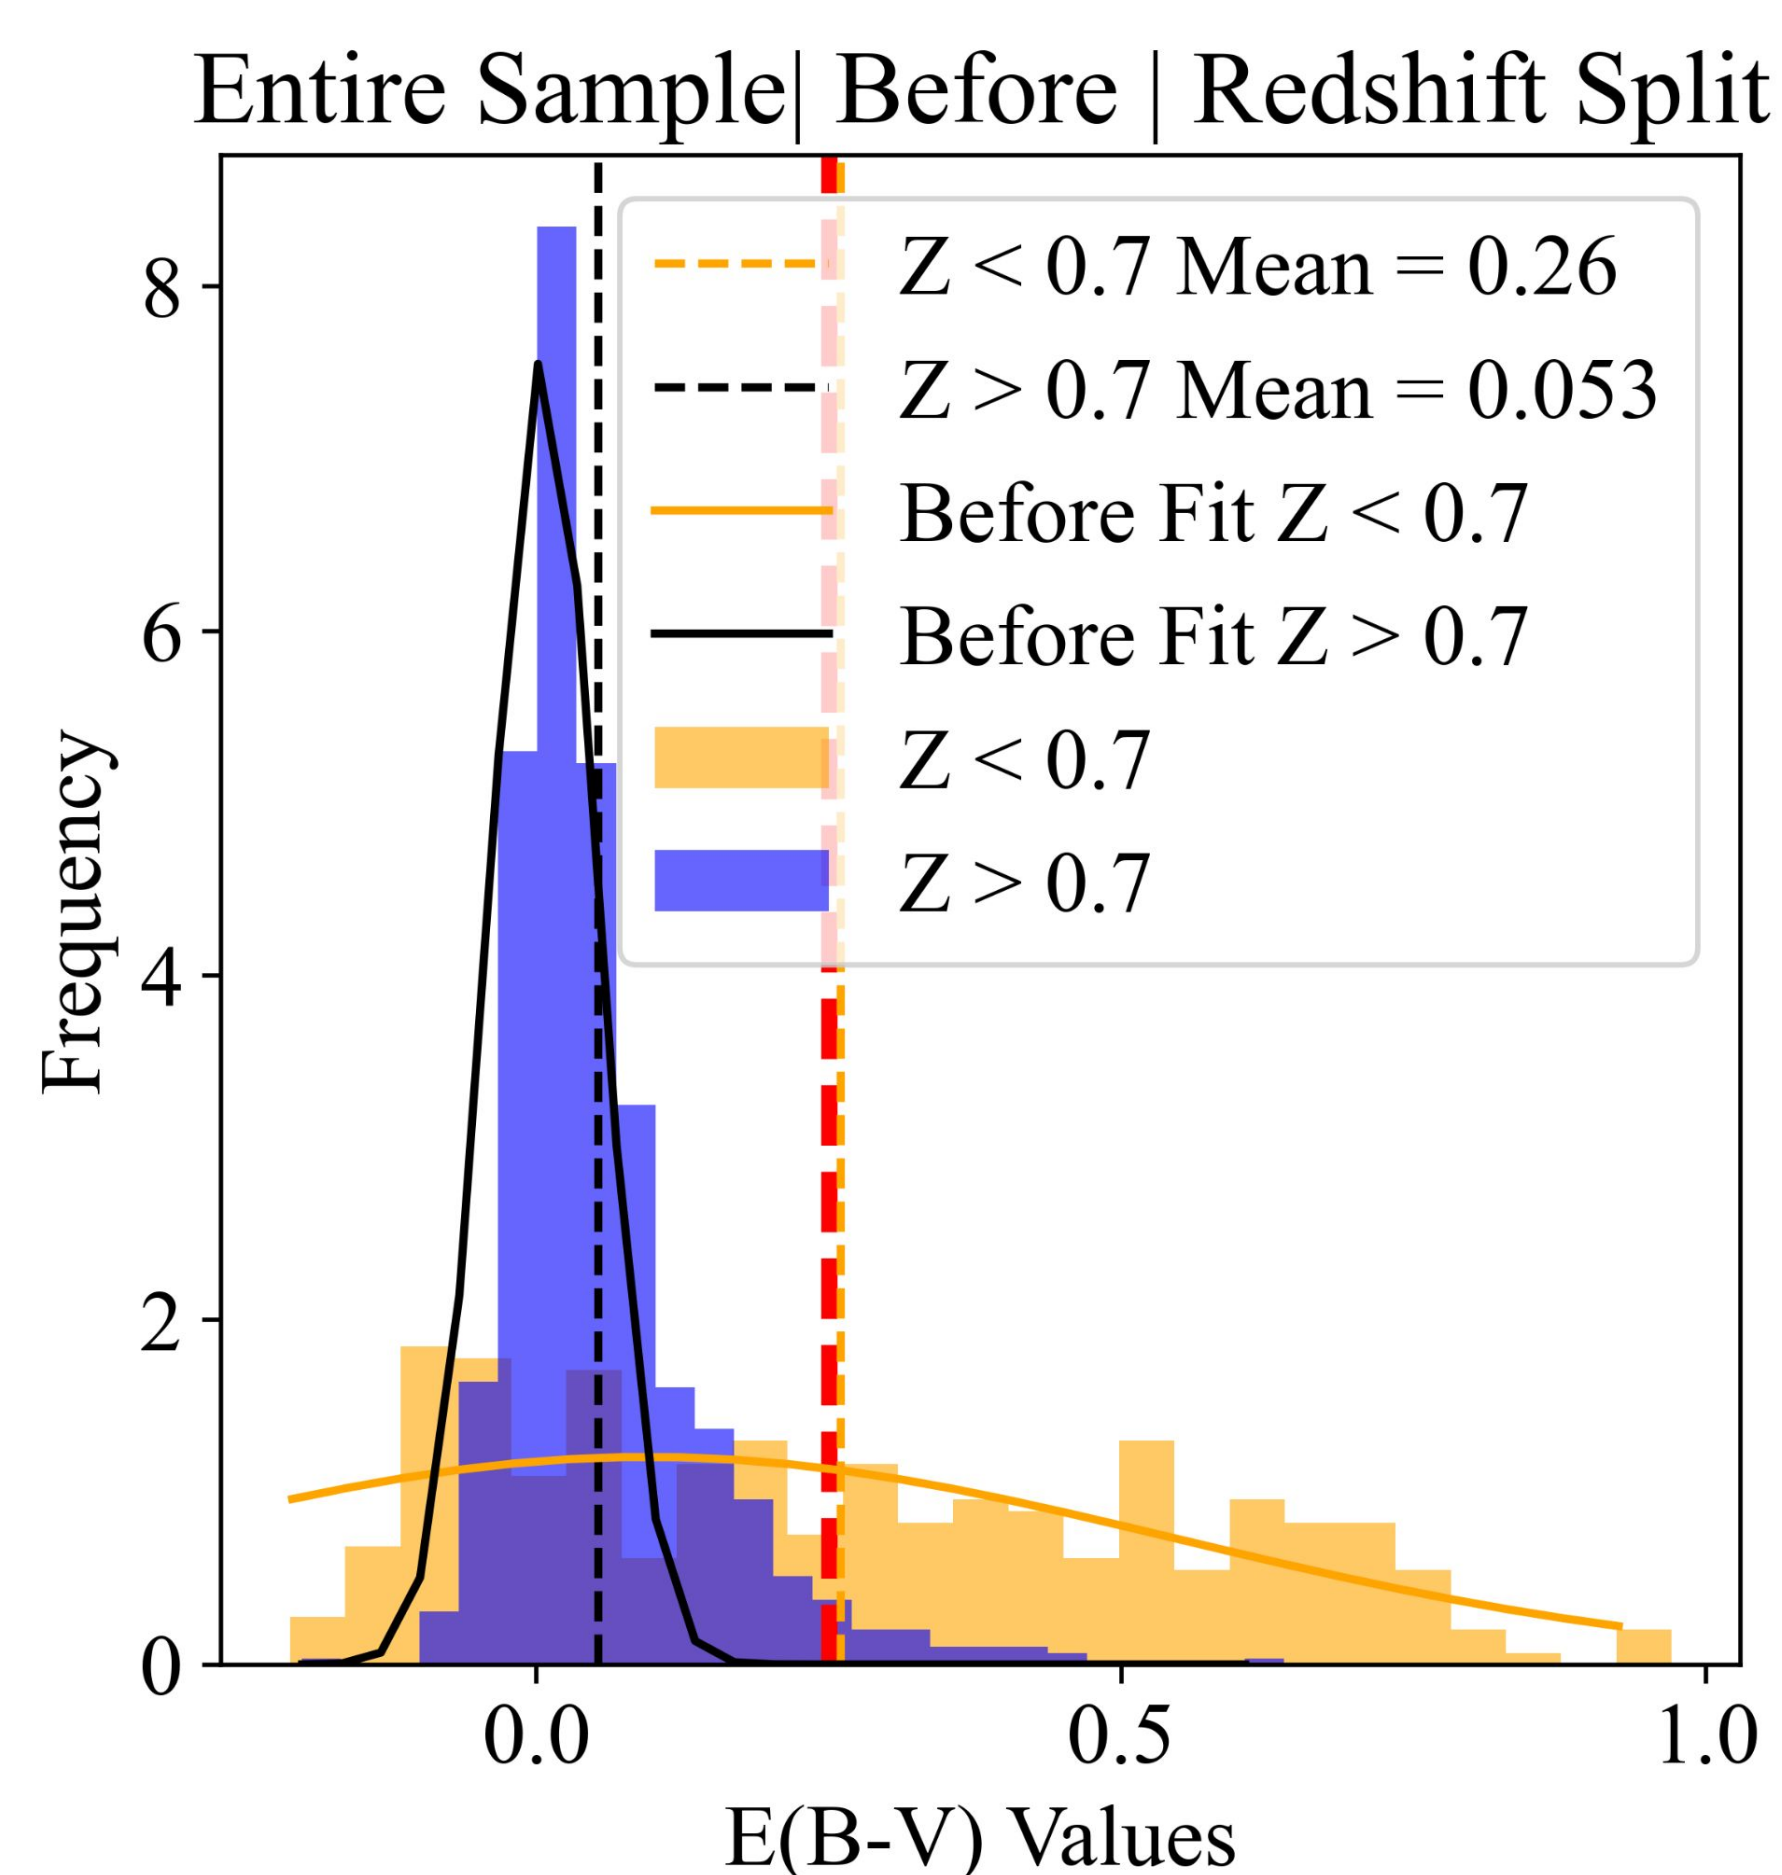 Entire Sample| Before | Redshift Split
Z < 0.7 Mean = 0.26
Z > 0.7 Mean = 0.053
Before Fit Z < 0.7
Before Fit Z > 0.7
Z < 0.7
Z > 0.7
Frequency
8
6
4
2
0
0.0 0.5 1.0
E(B-V) Values